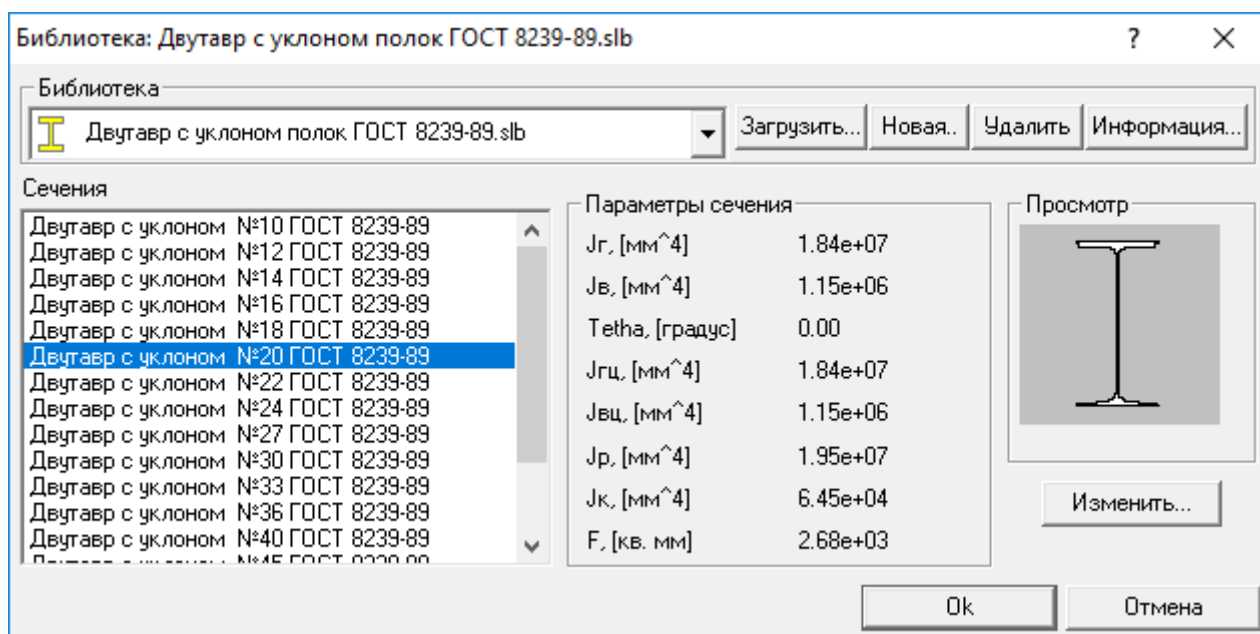 Библиотека: Двутавр с уклоном полок ГОСТ 8239-89.slb
?
Библиотека
Двутавр с уклоном полок ГОСТ 8239-89.slb
Загрузить...
Новая..
Удалить
Информация...
Сечения
Двутавр с уклоном №10 ГОСТ 8239-89
Двутавр с уклоном №12 ГОСТ 8239-89
Двутавр с уклоном №14 ГОСТ 8239-89
Двутавр с уклоном №16 ГОСТ 8239-89
Двутавр с уклоном №18 ГОСТ 8239-89
Двутавр с уклоном №20 ГОСТ 8239-89
Двутавр с уклоном №22 ГОСТ 8239-89
Двутавр с уклоном №24 ГОСТ 8239-89
Двутавр с уклоном №27 ГОСТ 8239-89
Двутавр с уклоном №30 ГОСТ 8239-89
Двутавр с уклоном №33 ГОСТ 8239-89
Двутавр с уклоном №36 ГОСТ 8239-89
Двутавр с уклоном №40 ГОСТ 8239-89
Параметры сечения
Jг, [мм^4] 1.84e+07
Jв, [мм^4] 1.15e+06
Tetha, [градус] 0.00
Jгц, [мм^4] 1.84e+07
Jвц, [мм^4] 1.15e+06
Jр, [мм^4] 1.95e+07
Jк, [мм^4] 6.45e+04
F, [кв. мм] 2.68e+03
Просмотр
Изменить...
Ok
Отмена